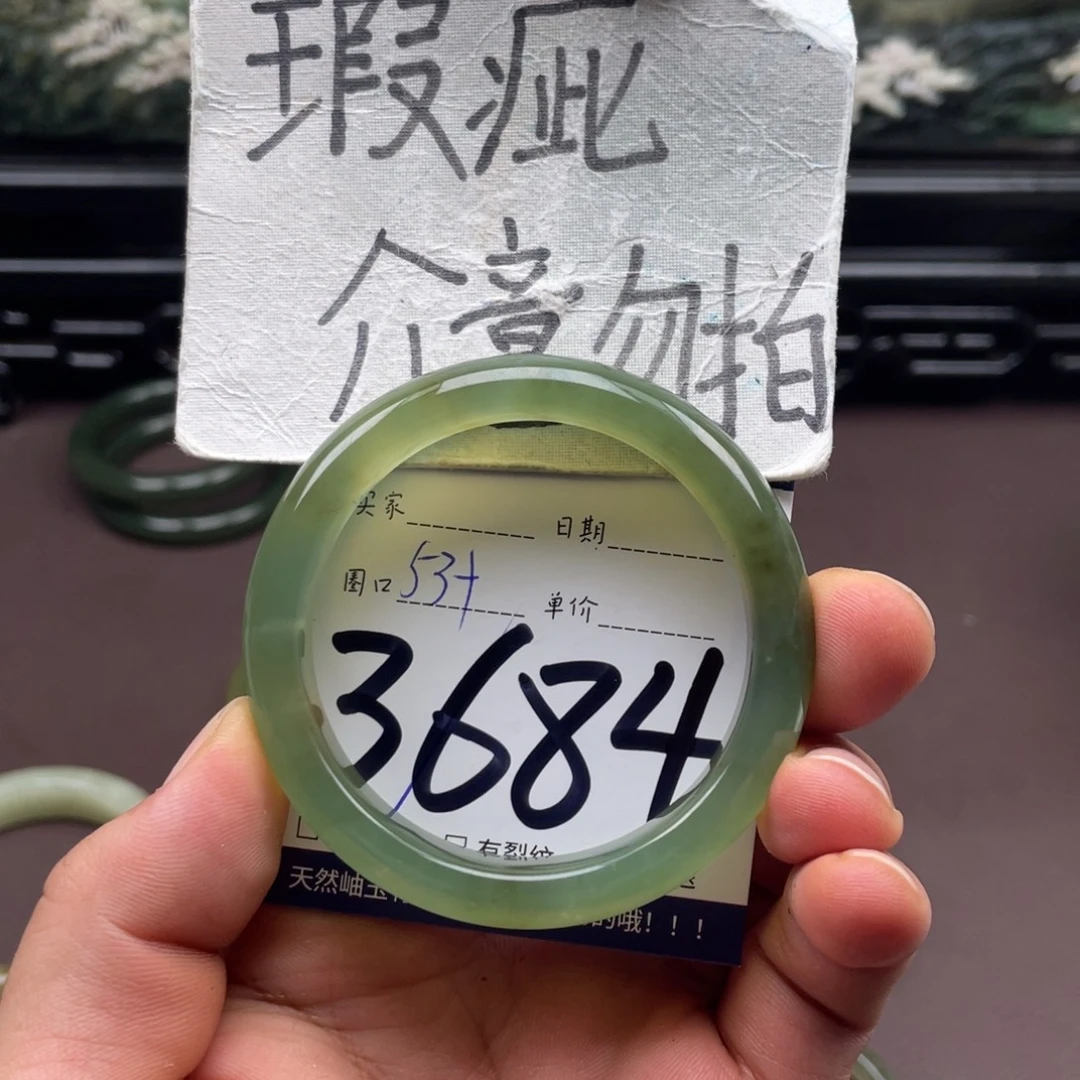 瑕疵
介意勿拍
买家 日期
圈口 53+ 单价
3684
□ □ 有裂纹
天然岫玉 的哦！！！